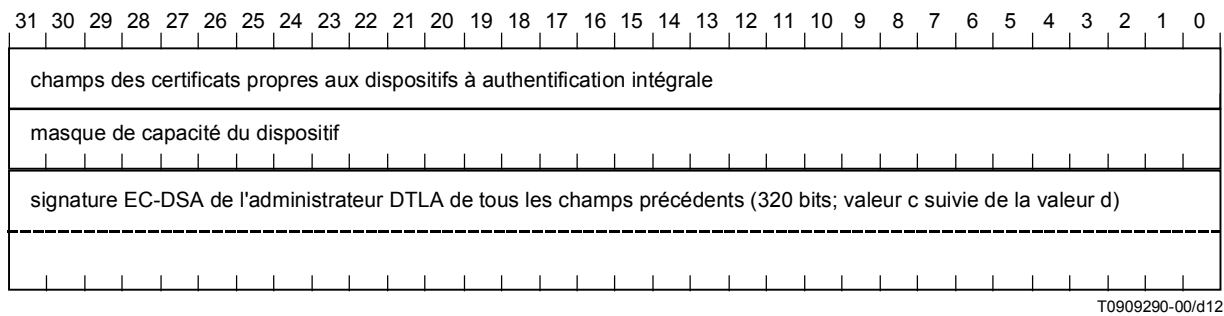 31 30 29 28 27 26 25 24 23 22 21 20 19 18 17 16 15 14 13 12 11 10 9 8 7 6 5 4 3 2 1 0
champs des certificats propres aux dispositifs à authentification intégrale
masque de capacité du dispositif
signature EC-DSA de l'administrateur DTLA de tous les champs précédents (320 bits; valeur c suivie de la valeur d)
T0909290-00/d12